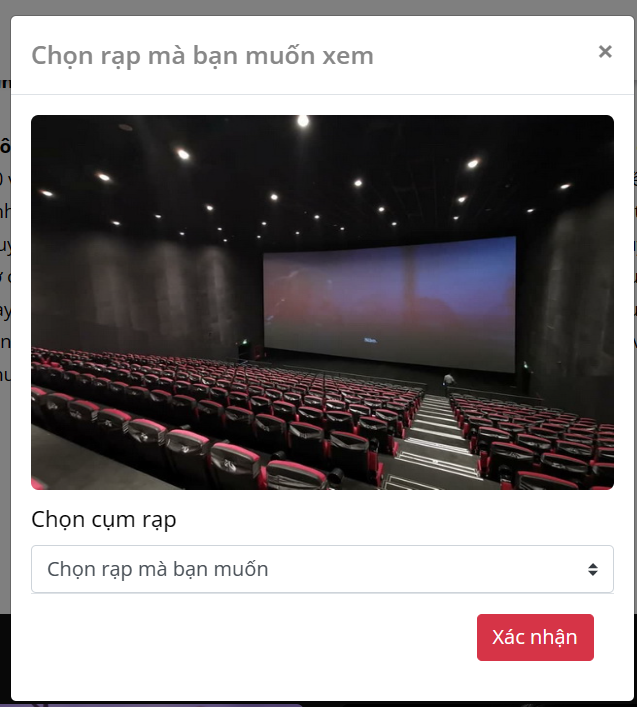 Chọn rạp mà bạn muốn xem
×
Chọn cụm rạp
Chọn rạp mà bạn muốn
Xác nhận